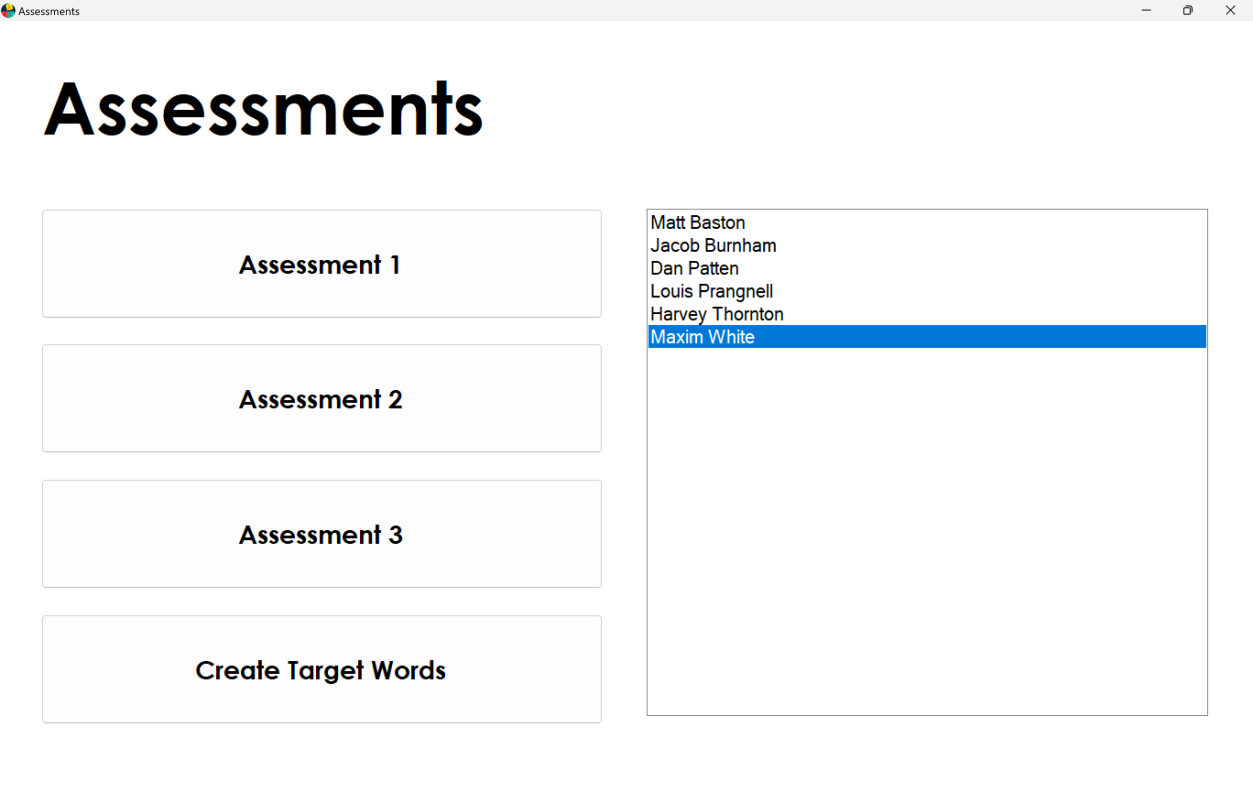 Assessments
Assessments
Assessment 1
Assessment 2
Assessment 3
Create Target Words
Matt Baston
Jacob Burnham
Dan Patten
Louis Prangnell
Harvey Thornton
Maxim White